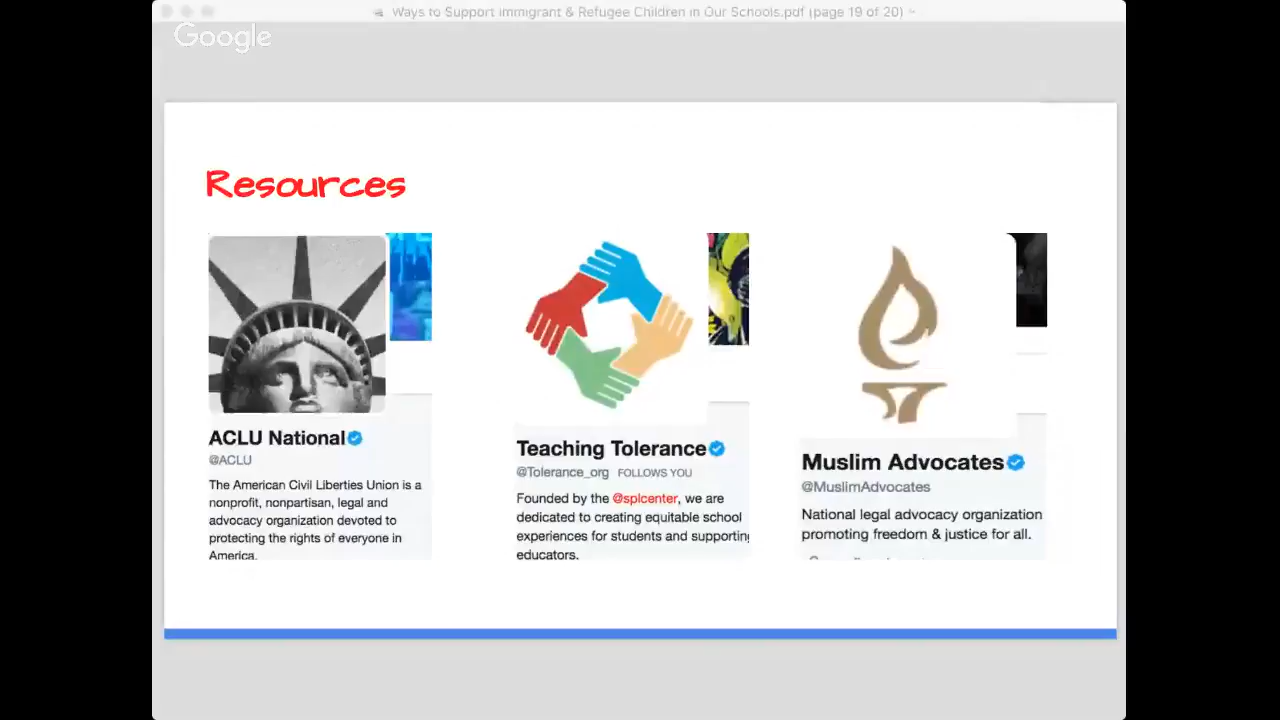 Ways to Support Immigrant & Refugee Children in Our Schools.pdf (page 19 of 20)
Google
Resources
ACLU National
@ACLU
The American Civil Liberties Union is a
nonprofit, nonpartisan, legal and
advocacy organization devoted to
protecting the rights of everyone in
America.
Teaching Tolerance
@Tolerance_org FOLLOWS YOU
Founded by the @splcenter, we are
dedicated to creating equitable school
experiences for students and supporting
educators.
Muslim Advocates
@MuslimAdvocates
National legal advocacy organization
promoting freedom & justice for all.